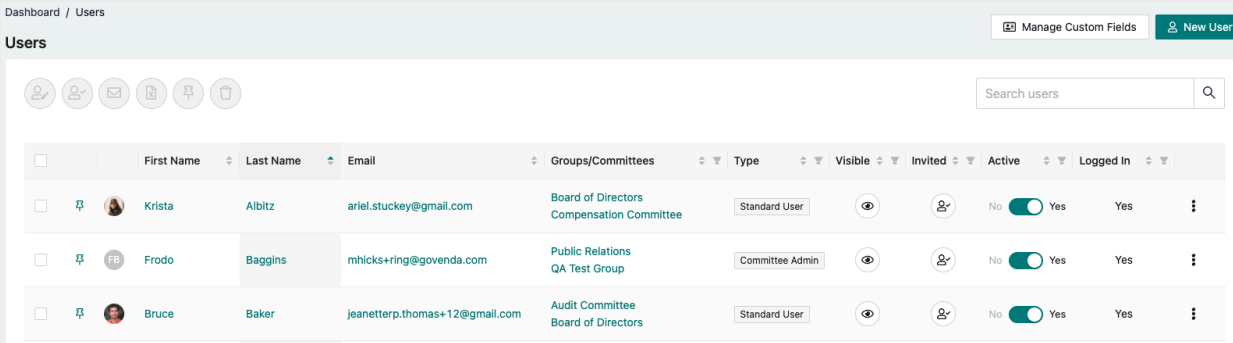 Dashboard / Users
Users
Manage Custom Fields
New User
Search users
First Name Last Name Email Groups/Committees Type Visible Invited Active Logged In
Krista Albitz ariel.stuckey@gmail.com Board of Directors Standard User No Yes Yes
Compensation Committee
FB Frodo Baggins mhicks+ring@govenda.com Public Relations Committee Admin No Yes Yes
QA Test Group
Bruce Baker jeanetterp.thomas+12@gmail.com Audit Committee Standard User No Yes Yes
Board of Directors